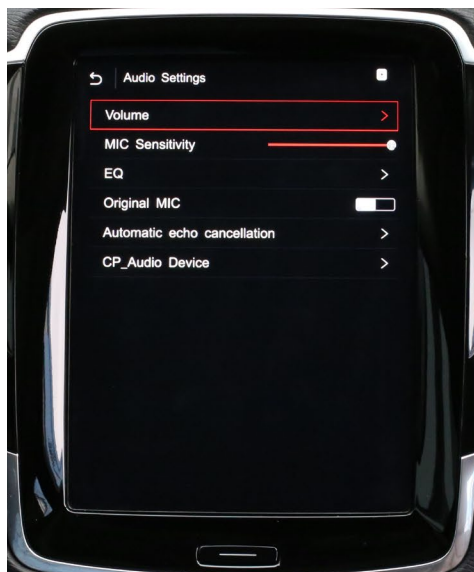 Audio Settings
Volume
MIC Sensitivity
EQ
Original MIC
Automatic echo cancellation
CP_Audio Device